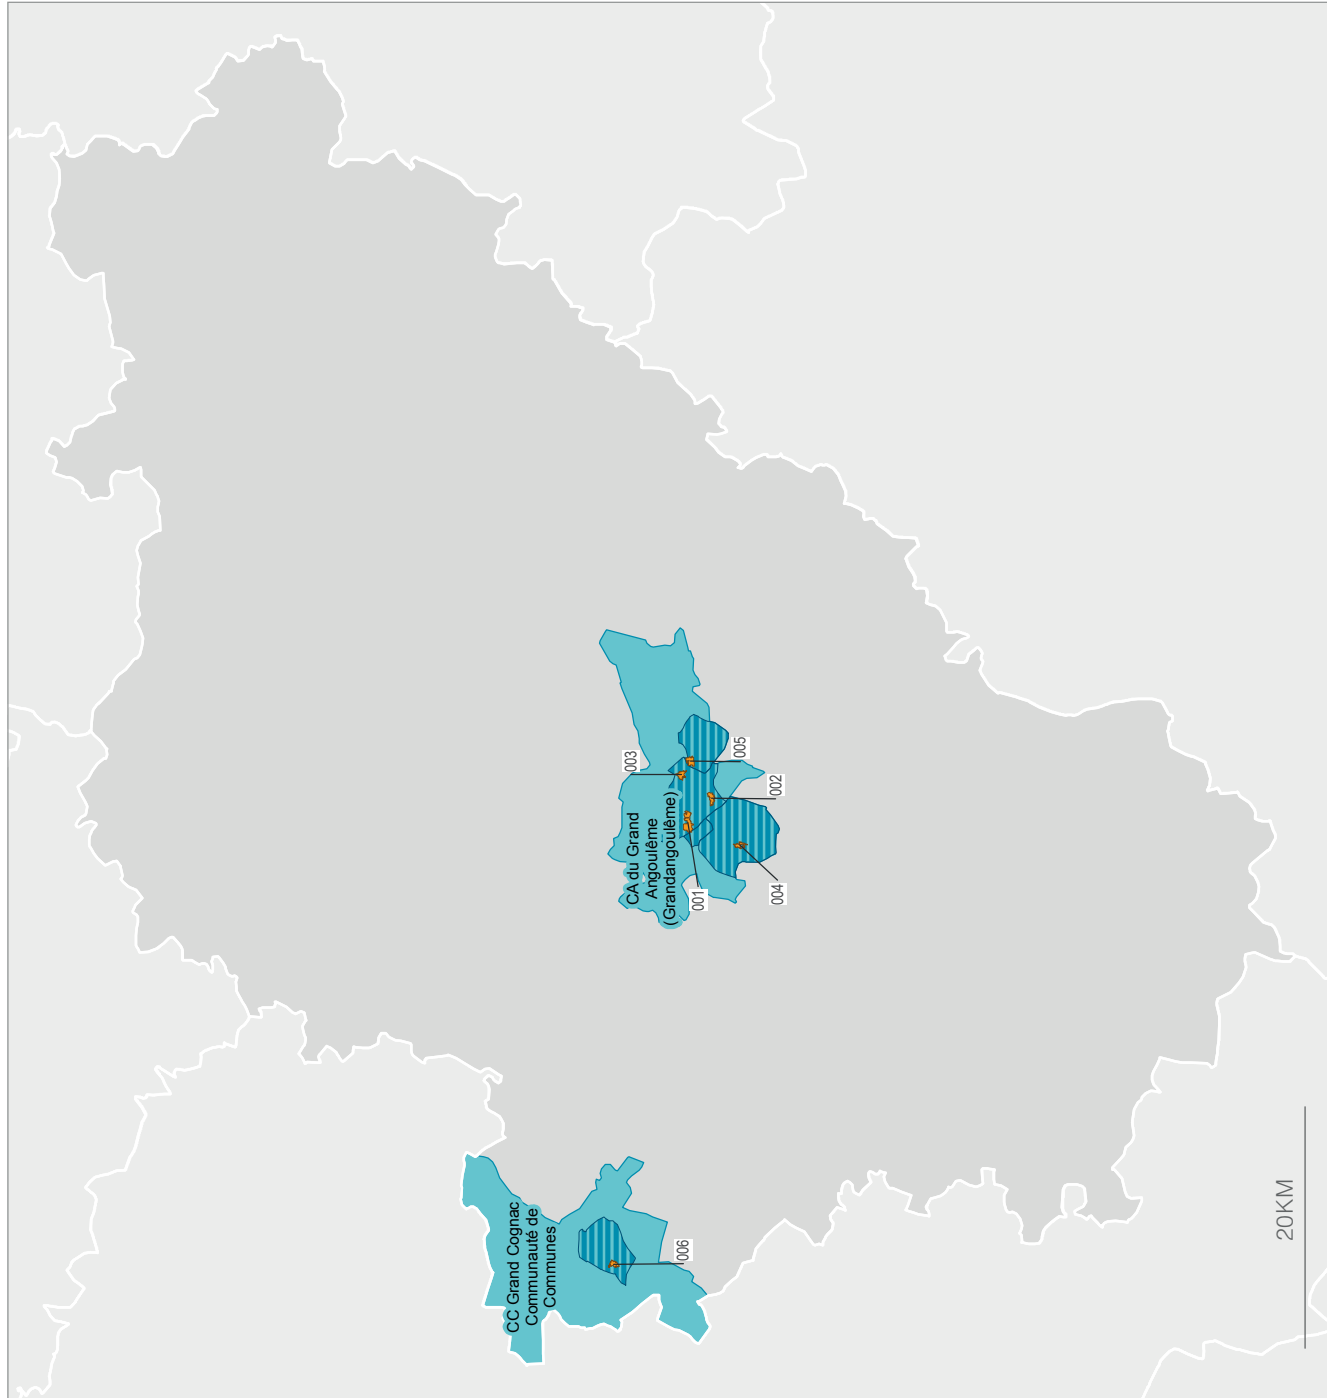 CC Grand Cognac
Communauté de
Communes
006
CA du Grand
Angoulême
(Grandangoulême)
001
004
003
002
005
20KM